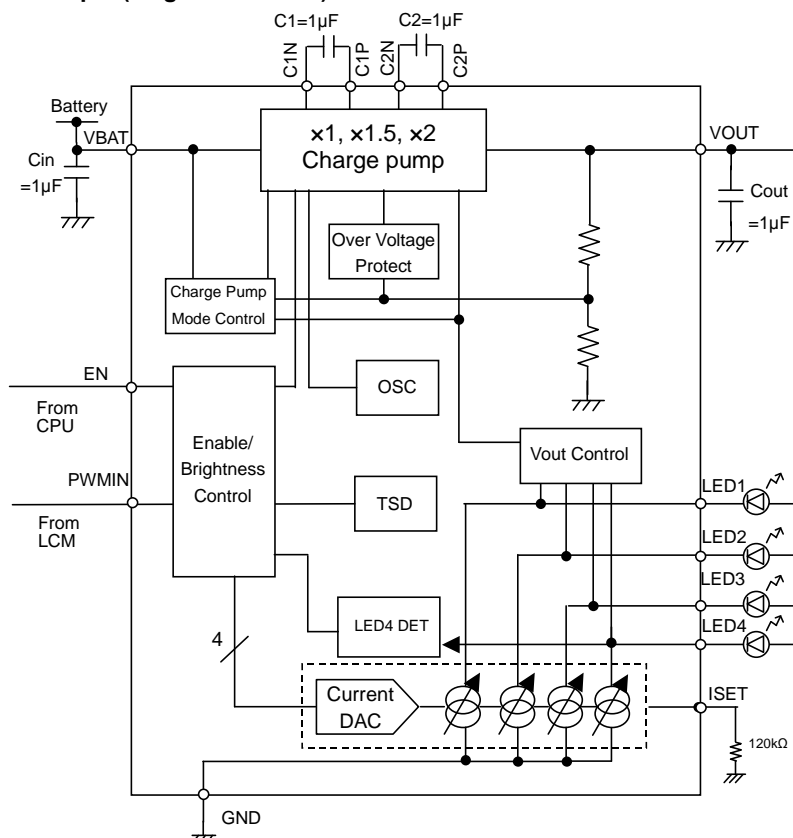 C1=1μF
C2=1μF
C1N
C1P
C2N
C2P
Battery
VBAT
Cin
=1μF
×1, ×1.5, ×2
Charge pump
VOUT
Cout
=1μF
Over Voltage
Protect
Charge Pump
Mode Control
EN
From
CPU
OSC
Enable/
Brightness
Control
Vout Control
PWMIN
From
LCM
TSD
LED1
LED2
LED3
LED4
LED4 DET
4
Current
DAC
ISET
120kΩ
GND